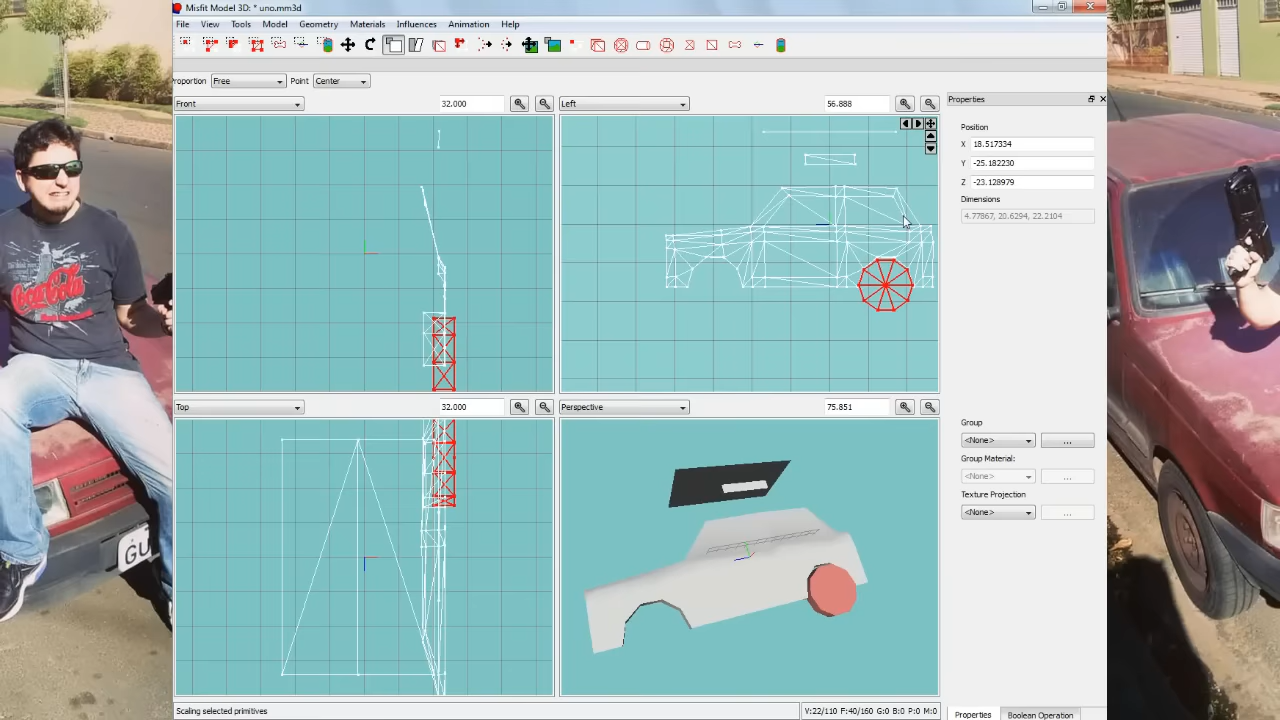 Misfit Model 3D: * uno.mm3d
File View Tools Model Geometry Materials Influences Animation Help
Proportion Free Point Center
Front 32.000
Left 56.888
Top 32.000
Perspective 75.851
Properties
Position
X 18.517334
Y -25.182230
Z -23.128979
Dimensions
4.77867, 20.6294, 22.2104
Group
<None> ...
Group Material:
<None> ...
Texture Projection
<None> ...
Scaling selected primitives
V:22/110 F:40/160 G:0 B:0 P:0 M:0
Properties Boolean Operation
Coca-Cola
GU